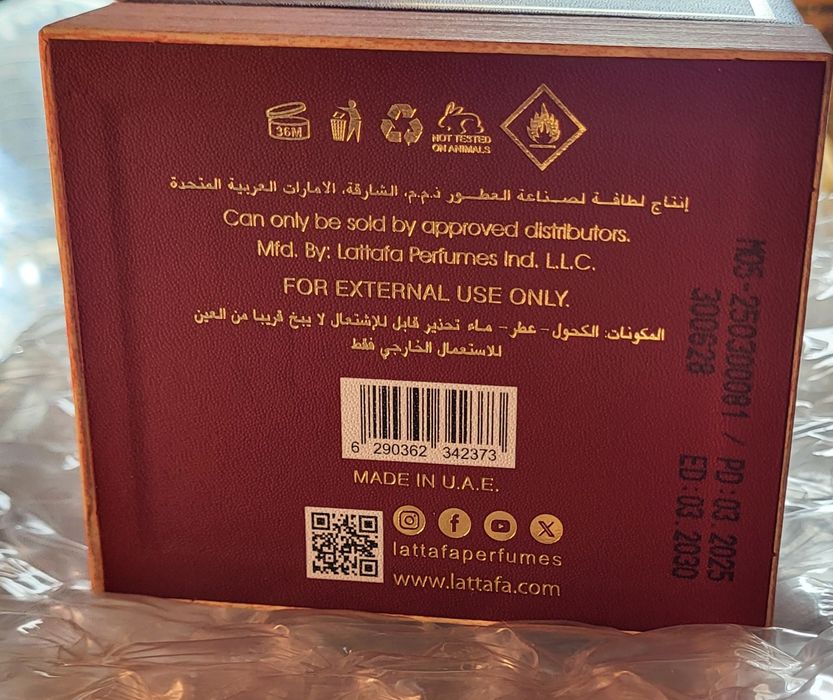 36M
NOT TESTED
ON ANIMALS
إنتاج لطافة لصناعة العطور ذ.م.م، الشارقة، الامارات العربية المتحدة
Can only be sold by approved distributors.
Mfd. By: Lattafa Perfumes Ind. L.L.C.
FOR EXTERNAL USE ONLY.
المكونات: الكحول - عطر - ماء تحذير قابل للإشتعال لا يبخ قريبا من العين
للاستعمال الخارجي فقط
6 290362 342373
MADE IN U.A.E.
lattafaperfumes
www.lattafa.com
M05-250300001 / PD:03.2025
300628 ED:03.2030